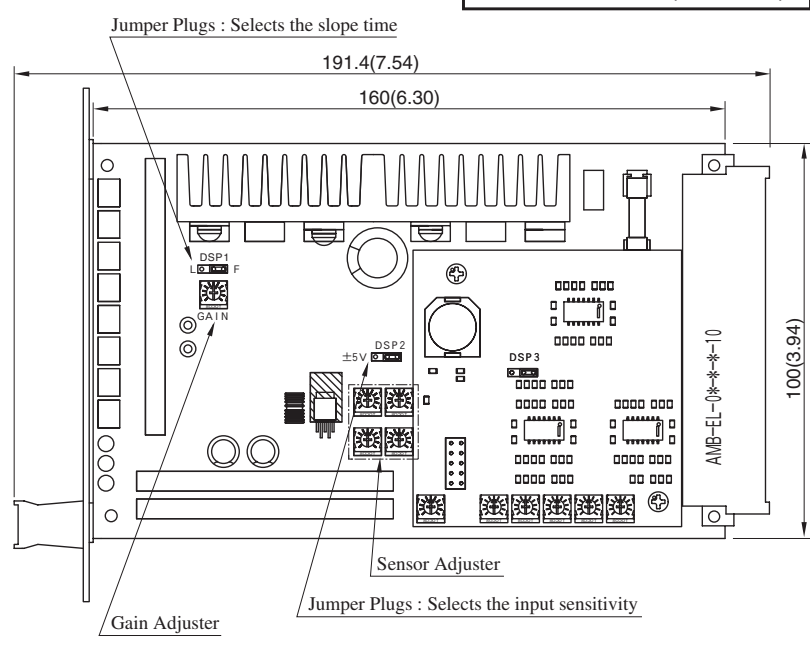 Jumper Plugs : Selects the slope time
191.4(7.54)
160(6.30)
DSP1
L F
GAIN
DSP2
±5V
DSP3
100(3.94)
AMB-EL-0*-*-*-10
Sensor Adjuster
Jumper Plugs : Selects the input sensitivity
Gain Adjuster